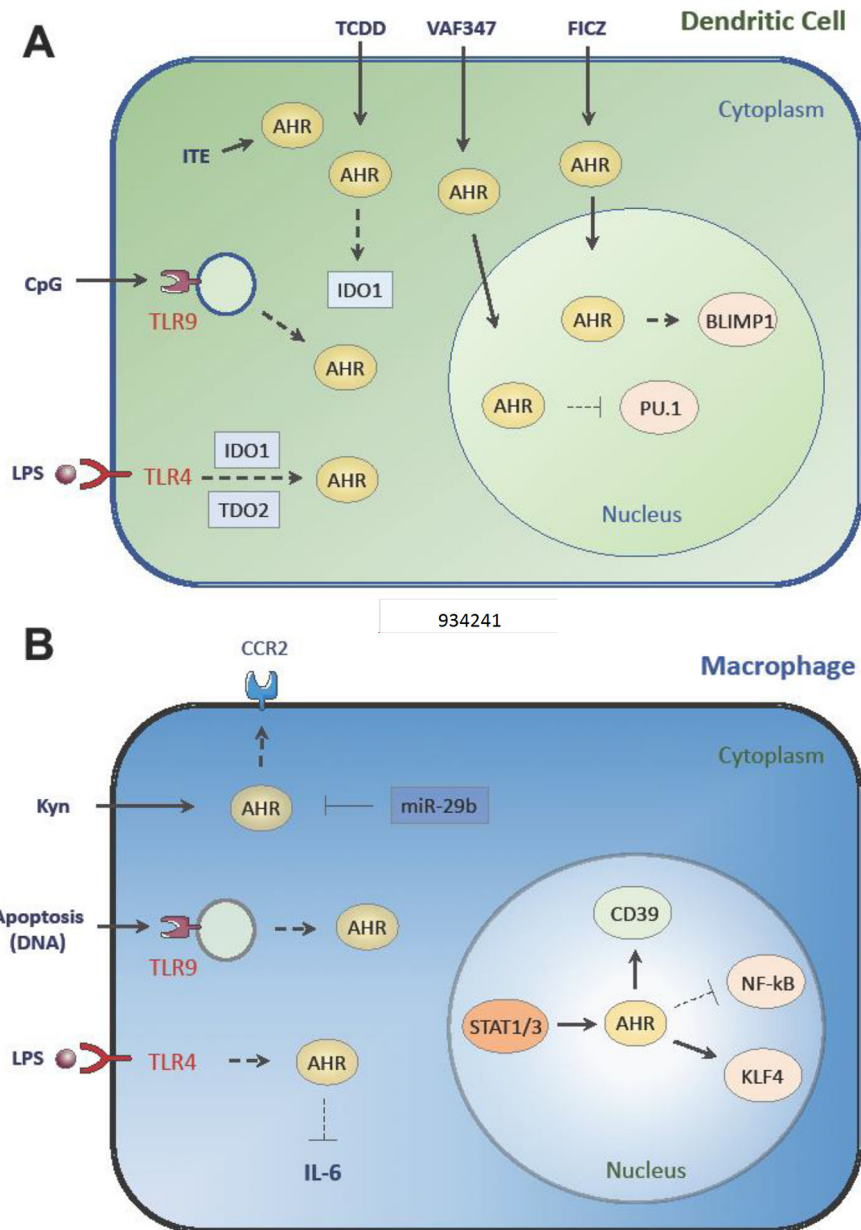 A
TCDD
VAF347
FICZ
Dendritic Cell
Cytoplasm
AHR
ITE
AHR
AHR
AHR
CpG
TLR9
IDO1
AHR
BLIMP1
AHR
AHR
PU.1
LPS
TLR4
IDO1
AHR
TDO2
Nucleus
934241
B
CCR2
Macrophage
Cytoplasm
Kyn
AHR
miR-29b
Apoptosis
(DNA)
TLR9
AHR
CD39
NF-kB
STAT1/3
AHR
KLF4
LPS
TLR4
AHR
IL-6
Nucleus